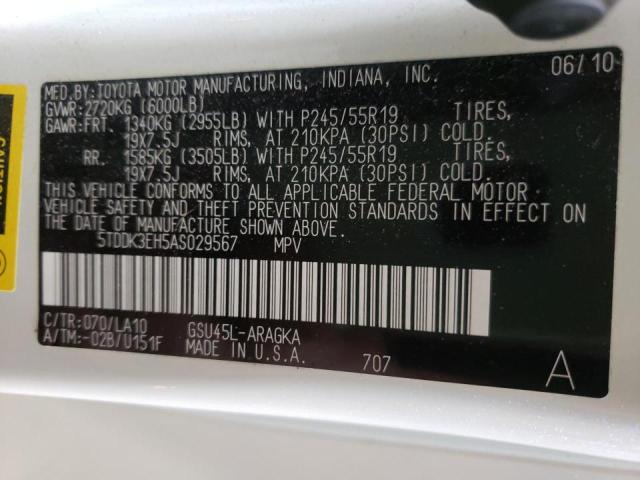 MED.BY:TOYOTA MOTOR MANUFACTURING, INDIANA, INC. 06/10
GVWR: 2720KG (6000LB)
GAWR:FRT. 1340KG (2955LB) WITH P245/55R19 TIRES,
19X7.5J RIMS, AT 210KPA (30PSI) COLD.
RR. 1585KG (3505LB) WITH P245/55R19 TIRES,
19X7.5J RIMS, AT 210KPA (30PSI) COLD.
THIS VEHICLE CONFORMS TO ALL APPLICABLE FEDERAL MOTOR
VEHICLE SAFETY AND THEFT PREVENTION STANDARDS IN EFFECT ON
THE DATE OF MANUFACTURE SHOWN ABOVE.
5TDDK3EH5AS029567 MPV
C/TR:070/LA10 GSU45L-ARAGKA
A/TM:-02B/U151F MADE IN U.S.A. 707 A